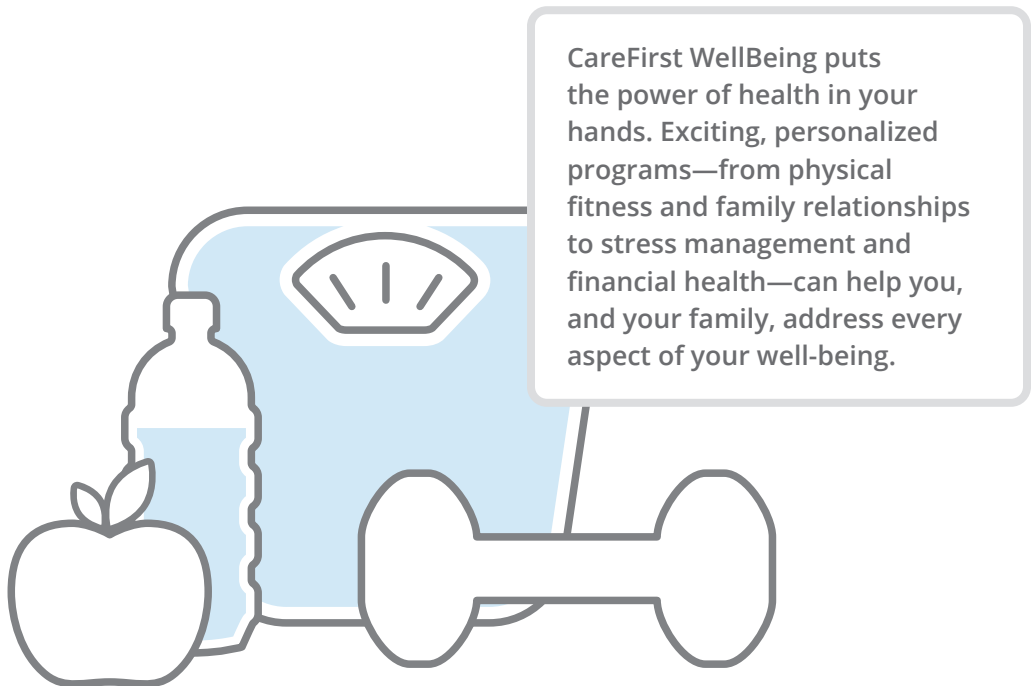 CareFirst WellBeing puts
the power of health in your
hands. Exciting, personalized
programs—from physical
fitness and family relationships
to stress management and
financial health—can help you,
and your family, address every
aspect of your well-being.